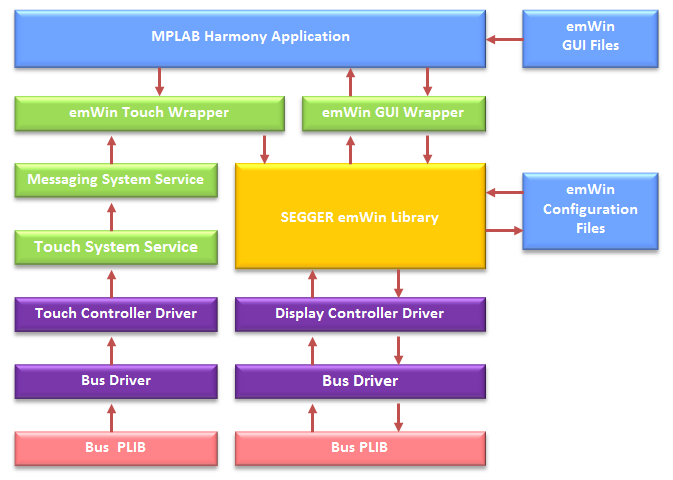 MPLAB Harmony Application
emWin
GUI Files
emWin Touch Wrapper
emWin GUI Wrapper
Messaging System Service
SEGGER emWin Library
emWin
Configuration
Files
Touch System Service
Touch Controller Driver
Display Controller Driver
Bus Driver
Bus Driver
Bus PLIB
Bus PLIB